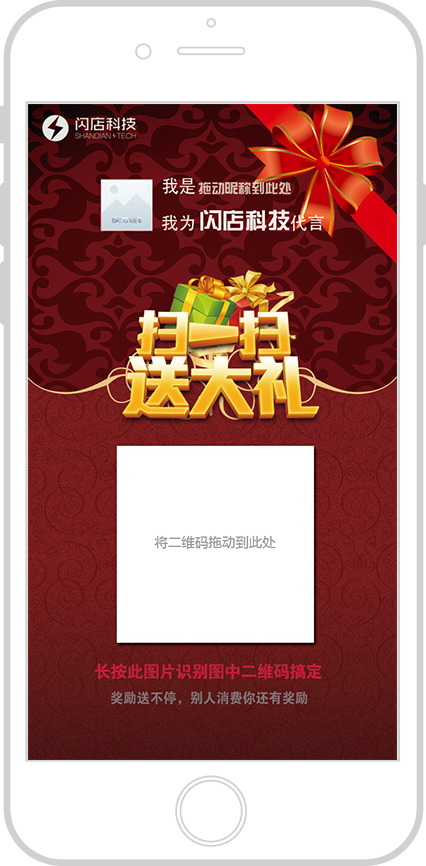 闪店科技
SHANDIAN TECH
我是 拖动昵称到此处
我为 闪店科技代言
扫一扫
送大礼
将二维码拖动到此处
长按此图片识别图中二维码搞定
奖励送不停，别人消费你还有奖励